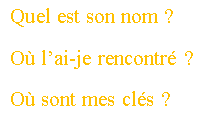 Quel est son nom ?
Où l’ai-je rencontré ?
Où sont mes clés ?